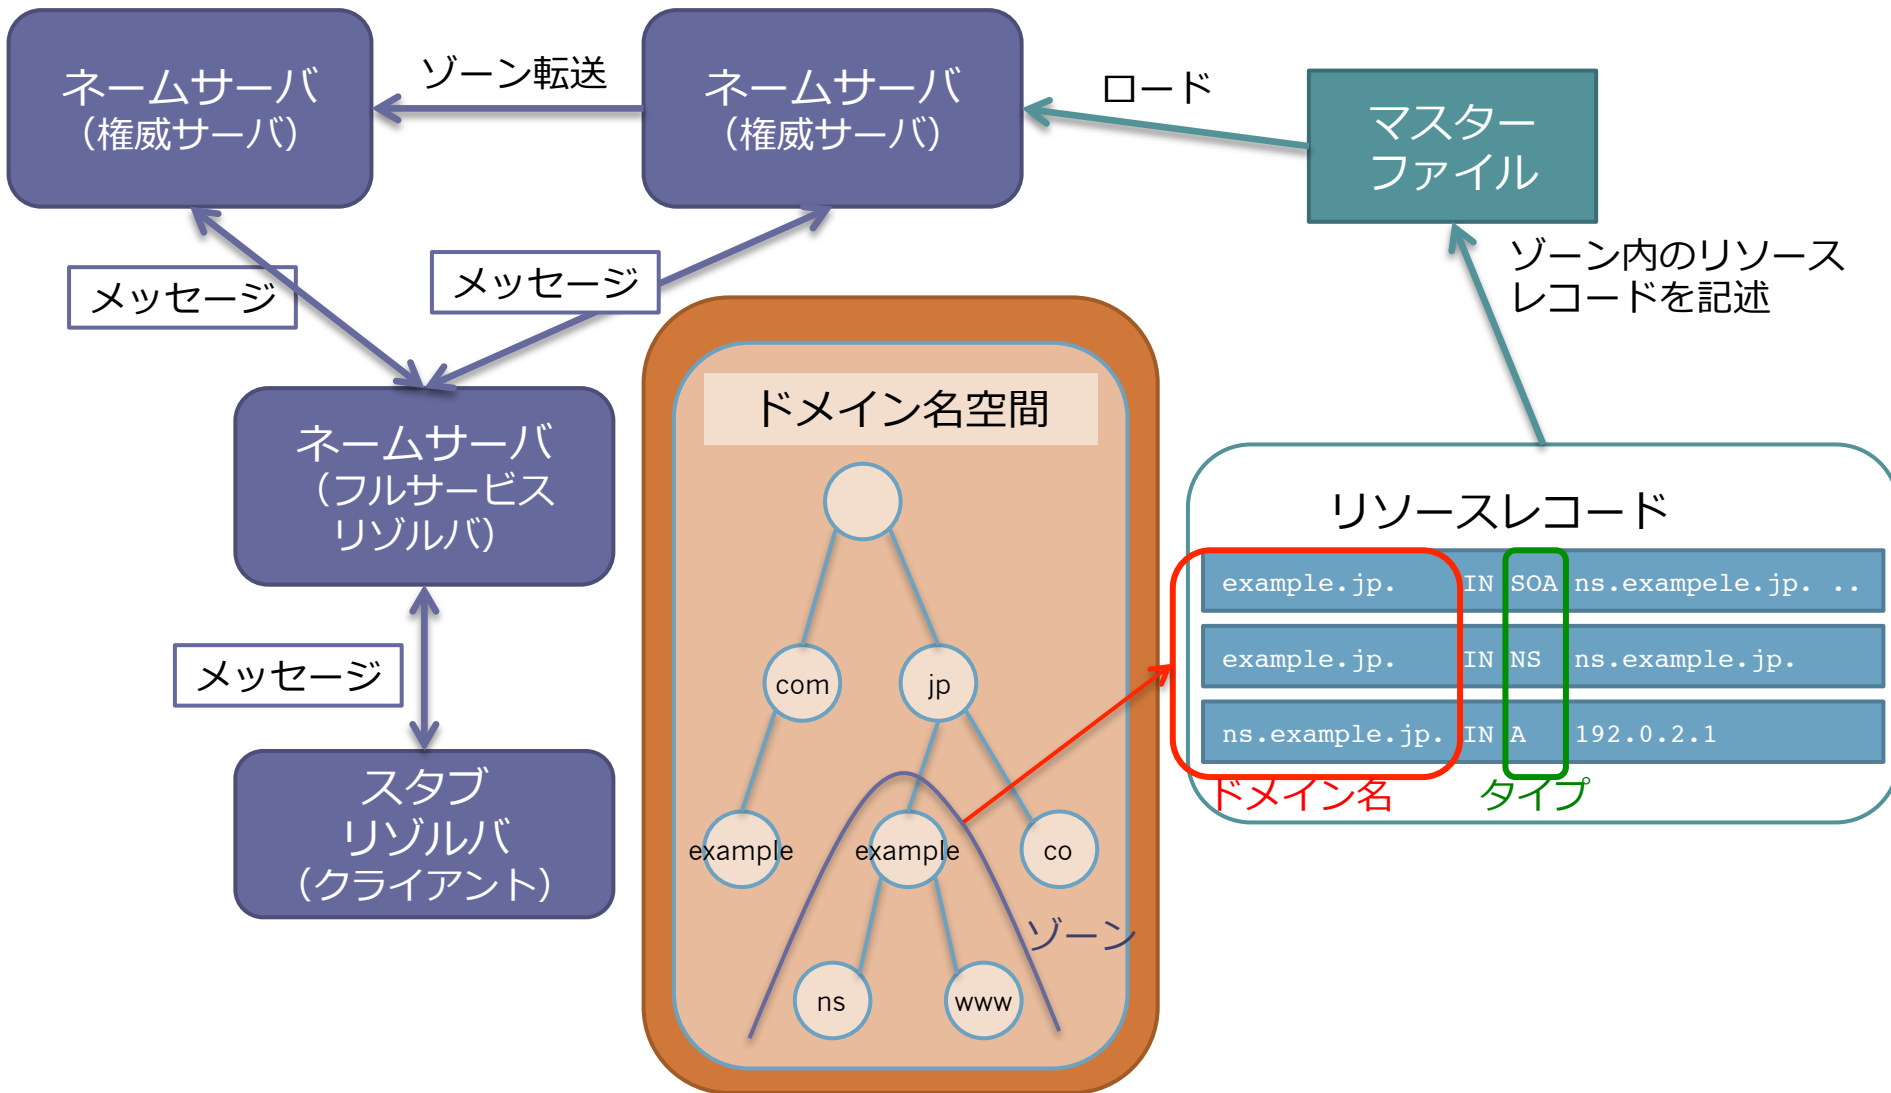 ネームサーバ
（権威サーバ）
ゾーン転送
ネームサーバ
（権威サーバ）
ロード
マスター
ファイル
メッセージ
メッセージ
ゾーン内のリソース
レコードを記述
ネームサーバ
（フルサービス
リゾルバ）
メッセージ
スタブ
リゾルバ
（クライアント）
ドメイン名空間
com
jp
example
example
co
ゾーン
ns
www
リソースレコード
example.jp. IN SOA ns.exampele.jp. ..
example.jp. IN NS ns.example.jp.
ns.example.jp. IN A 192.0.2.1
ドメイン名
タイプ